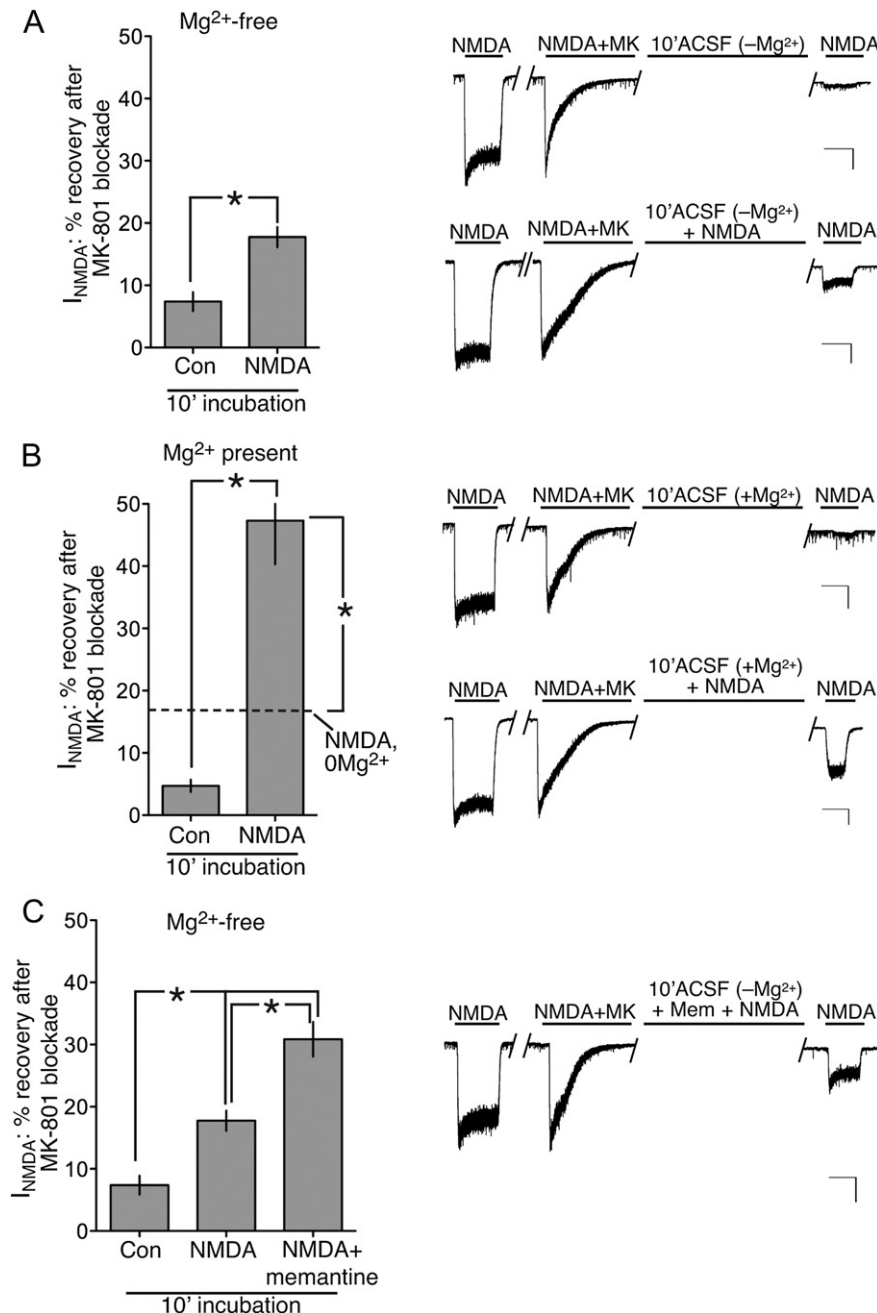 A
Mg2+-free
50
40
30
20
10
0
INMDA: % recovery after
MK-801 blockade
*
Con
NMDA
10' incubation
NMDA
NMDA+MK
10'ACSF (–Mg2+)
NMDA
NMDA
NMDA+MK
10'ACSF (–Mg2+)
+ NMDA
NMDA
B
Mg2+ present
50
40
30
20
10
0
INMDA: % recovery after
MK-801 blockade
*
*
NMDA,
0Mg2+
Con
NMDA
10' incubation
NMDA
NMDA+MK
10'ACSF (+Mg2+)
NMDA
NMDA
NMDA+MK
10'ACSF (+Mg2+)
+ NMDA
NMDA
C
Mg2+-free
50
40
30
20
10
0
INMDA: % recovery after
MK-801 blockade
*
*
Con
NMDA
NMDA+
memantine
10' incubation
NMDA
NMDA+MK
10'ACSF (–Mg2+)
+ Mem + NMDA
NMDA